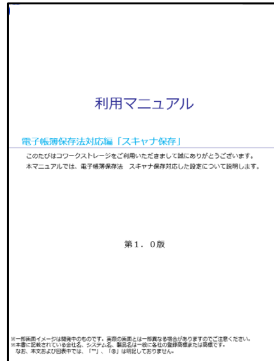 利用マニュアル
電子帳簿保存法対応編「スキャナ保存」
このたびはコワークストレージをご利用いただきまして誠にありがとうございます。
本マニュアルでは、電子帳簿保存法 スキャナ保存対応した設定について説明します。
第1．0版
※一部画面イメージは開発中のものです。実際の画面とは一部異なる場合がありますのでご注意ください。
※本書に記載されている会社名、システム名、製品名は一般に各社の登録商標または商標です。
なお、本文および図表中では、「™」、「®」は明記しておりません。